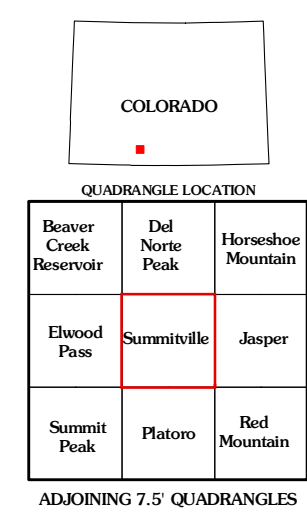 COLORADO
QUADRANGLE LOCATION
Beaver
Creek
Reservoir
Del
Norte
Peak
Horseshoe
Mountain
Elwood
Pass
Summitville
Jasper
Summit
Peak
Platoro
Red
Mountain
ADJOINING 7.5' QUADRANGLES